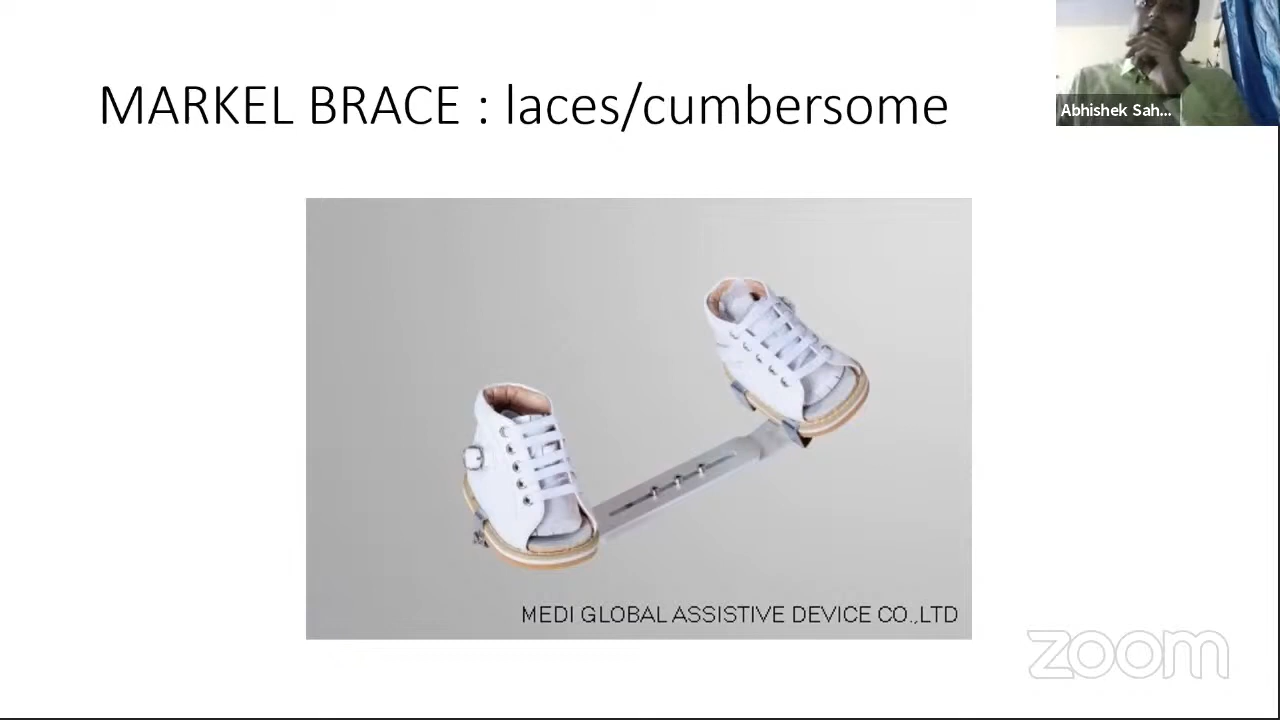 MARKEL BRACE : laces/cumbersome
Abhishek Sah...
MEDI GLOBAL ASSISTIVE DEVICE CO.,LTD
zoom